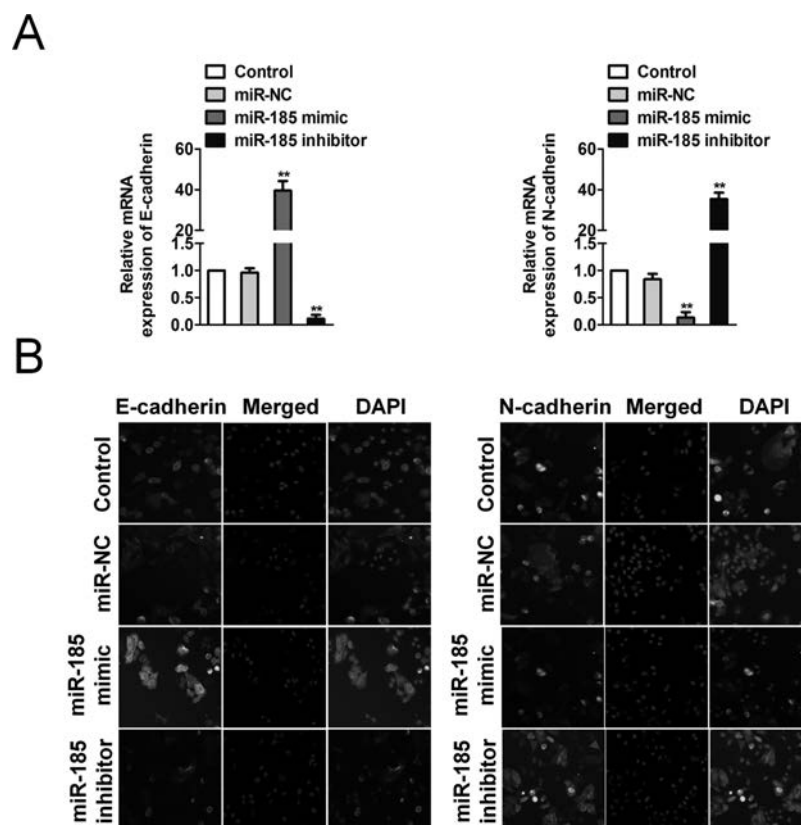 A
Control
miR-NC
miR-185 mimic
miR-185 inhibitor
Relative mRNA
expression of E-cadherin
60
40
20
1.5
1.0
0.5
0.0
**
**
Control
miR-NC
miR-185 mimic
miR-185 inhibitor
Relative mRNA
expression of N-cadherin
60
40
20
1.5
1.0
0.5
0.0
**
**
B
E-cadherin Merged DAPI
Control
miR-NC
miR-185
mimic
miR-185
inhibitor
N-cadherin Merged DAPI
Control
miR-NC
miR-185
mimic
miR-185
inhibitor